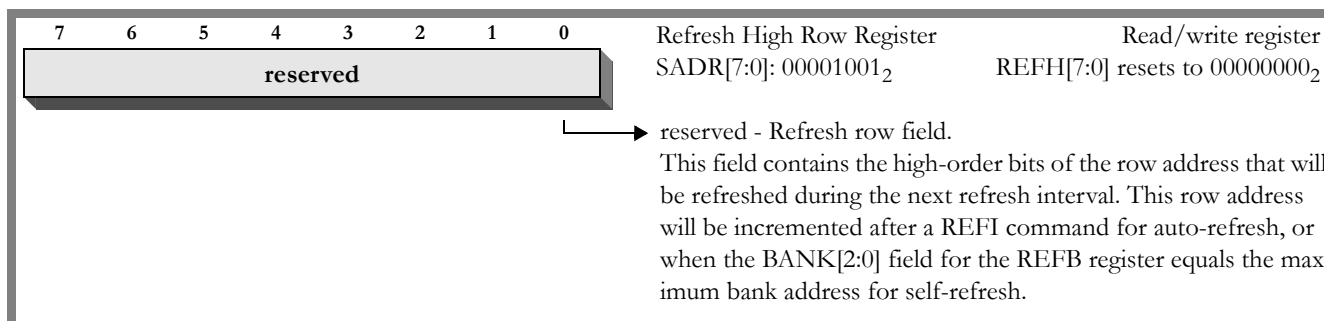 7 6 5 4 3 2 1 0
reserved
Refresh High Row Register Read/write register
SADR[7:0]: 00001001₂ REFH[7:0] resets to 00000000₂
reserved - Refresh row field.
This field contains the high-order bits of the row address that will
be refreshed during the next refresh interval. This row address
will be incremented after a REFI command for auto-refresh, or
when the BANK[2:0] field for the REFB register equals the max
imum bank address for self-refresh.